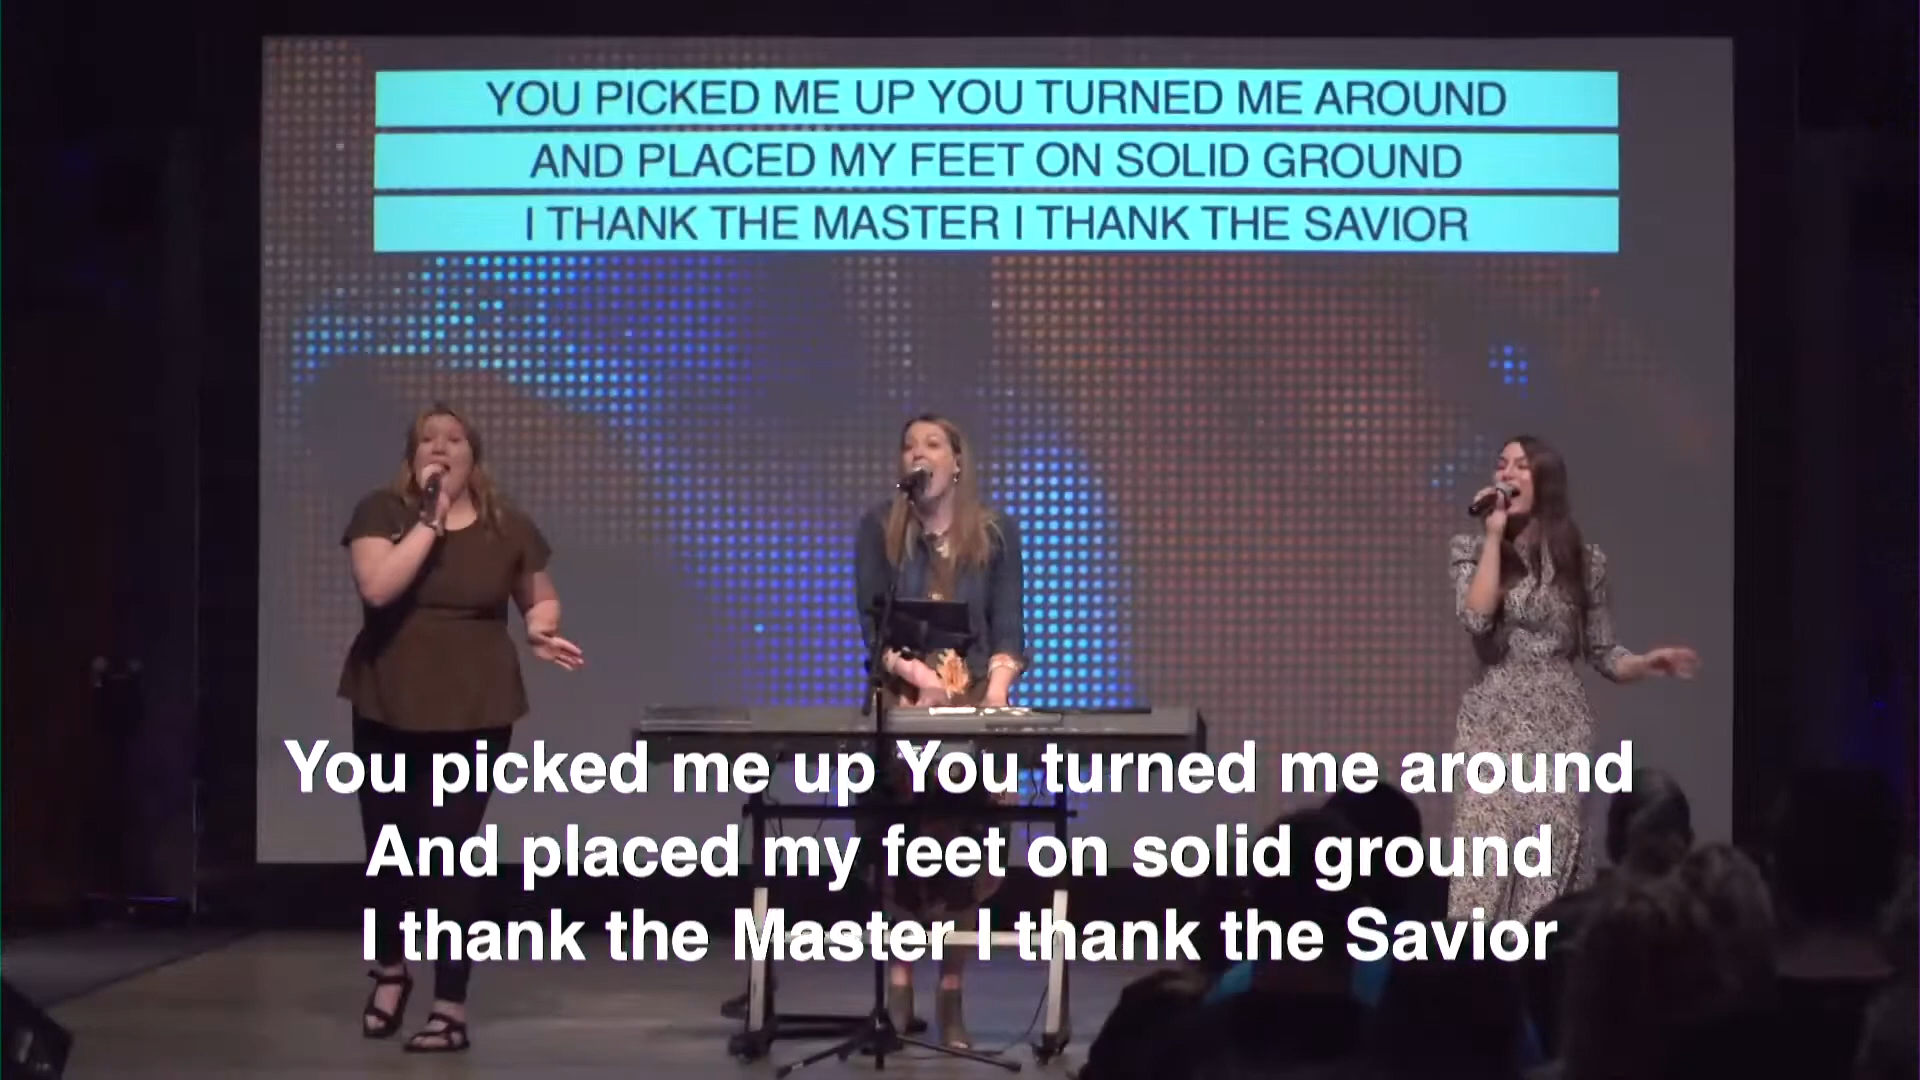 YOU PICKED ME UP YOU TURNED ME AROUND
AND PLACED MY FEET ON SOLID GROUND
I THANK THE MASTER I THANK THE SAVIOR
You picked me up You turned me around
And placed my feet on solid ground
I thank the Master I thank the Savior